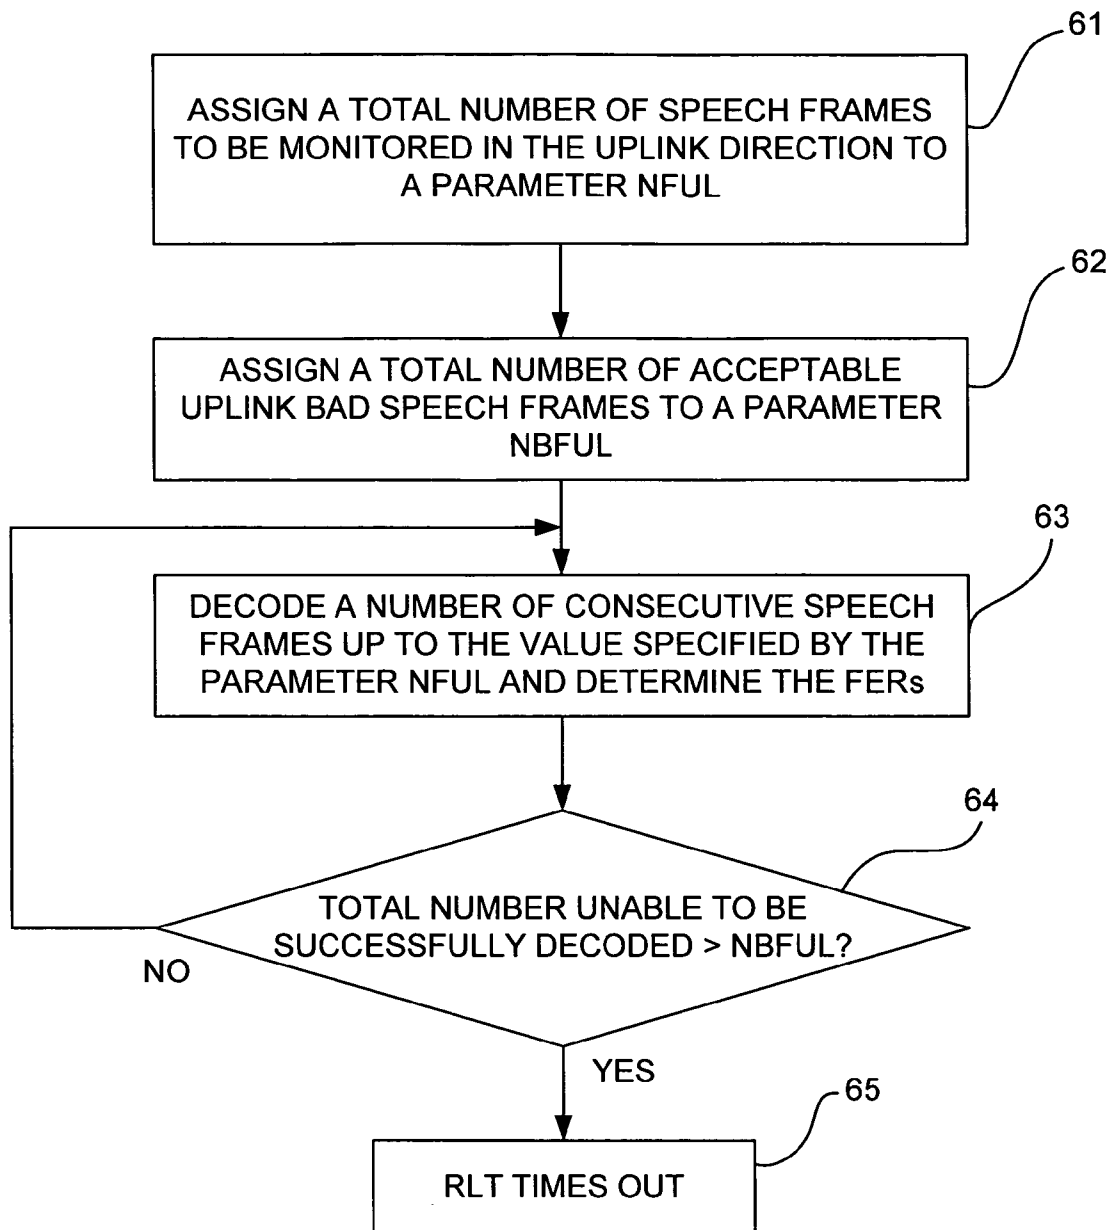 61
ASSIGN A TOTAL NUMBER OF SPEECH FRAMES
TO BE MONITORED IN THE UPLINK DIRECTION TO
A PARAMETER NFUL
62
ASSIGN A TOTAL NUMBER OF ACCEPTABLE
UPLINK BAD SPEECH FRAMES TO A PARAMETER
NBFUL
63
DECODE A NUMBER OF CONSECUTIVE SPEECH
FRAMES UP TO THE VALUE SPECIFIED BY THE
PARAMETER NFUL AND DETERMINE THE FERs
64
TOTAL NUMBER UNABLE TO BE
SUCCESSFULLY DECODED > NBFUL?
NO
YES
65
RLT TIMES OUT